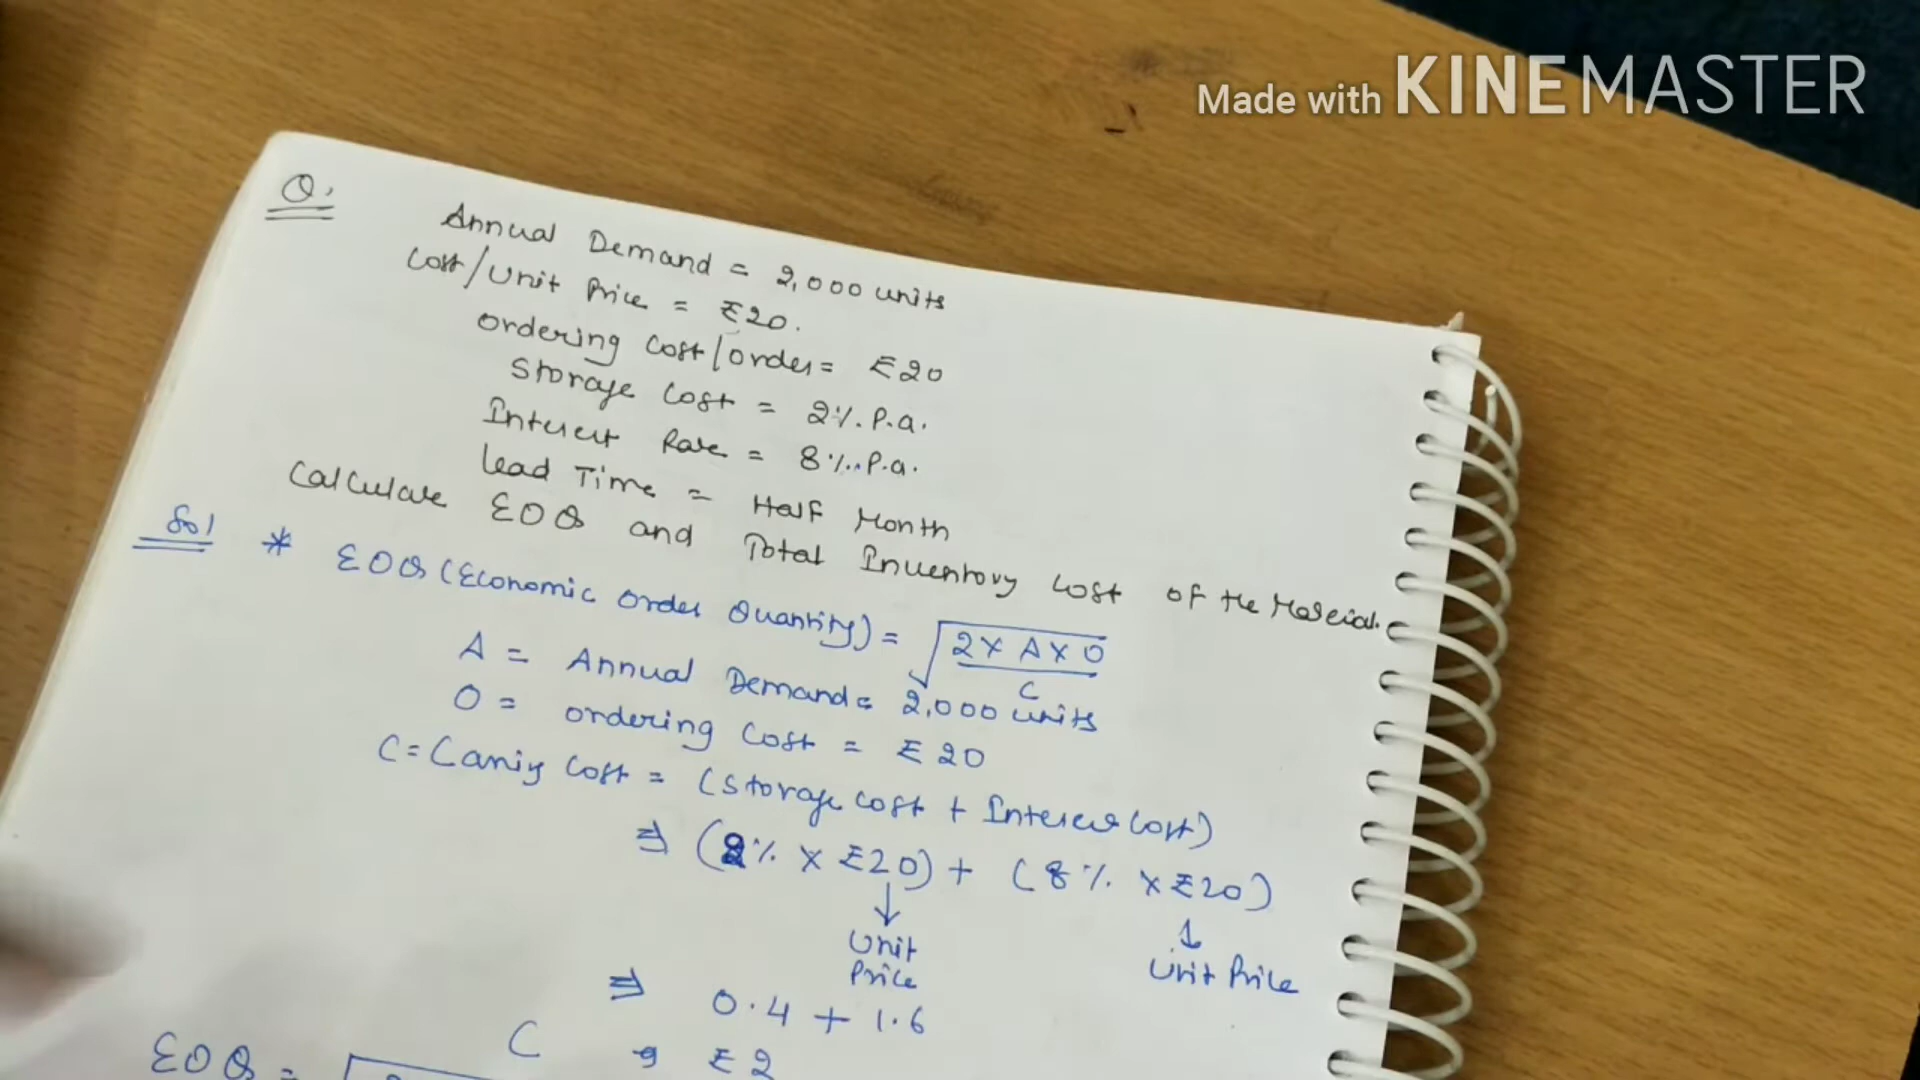 Made with KINEMASTER
Q.
Annual Demand = 2,000 units
Cost/Unit Price = ₹20.
Ordering Cost/order = ₹20
Storage Cost = 2% P.a.
Interest Rate = 8% P.a.
Lead Time = Half Month
Calculate EOQ and Total Inventory Cost of the Material.
Sol * EOQ (Economic Order Quantity) = √2 X A X O
C
A = Annual Demand = 2,000 units
O = Ordering Cost = ₹20
C = Carriy Cost = (Storage Cost + Interest Cost)
⇒ (2% X ₹20) + (8% X ₹20)
↓ ↓
Unit Price Unit Price
⇒ 0.4 + 1.6
C ⇒ ₹2
EOQ = √